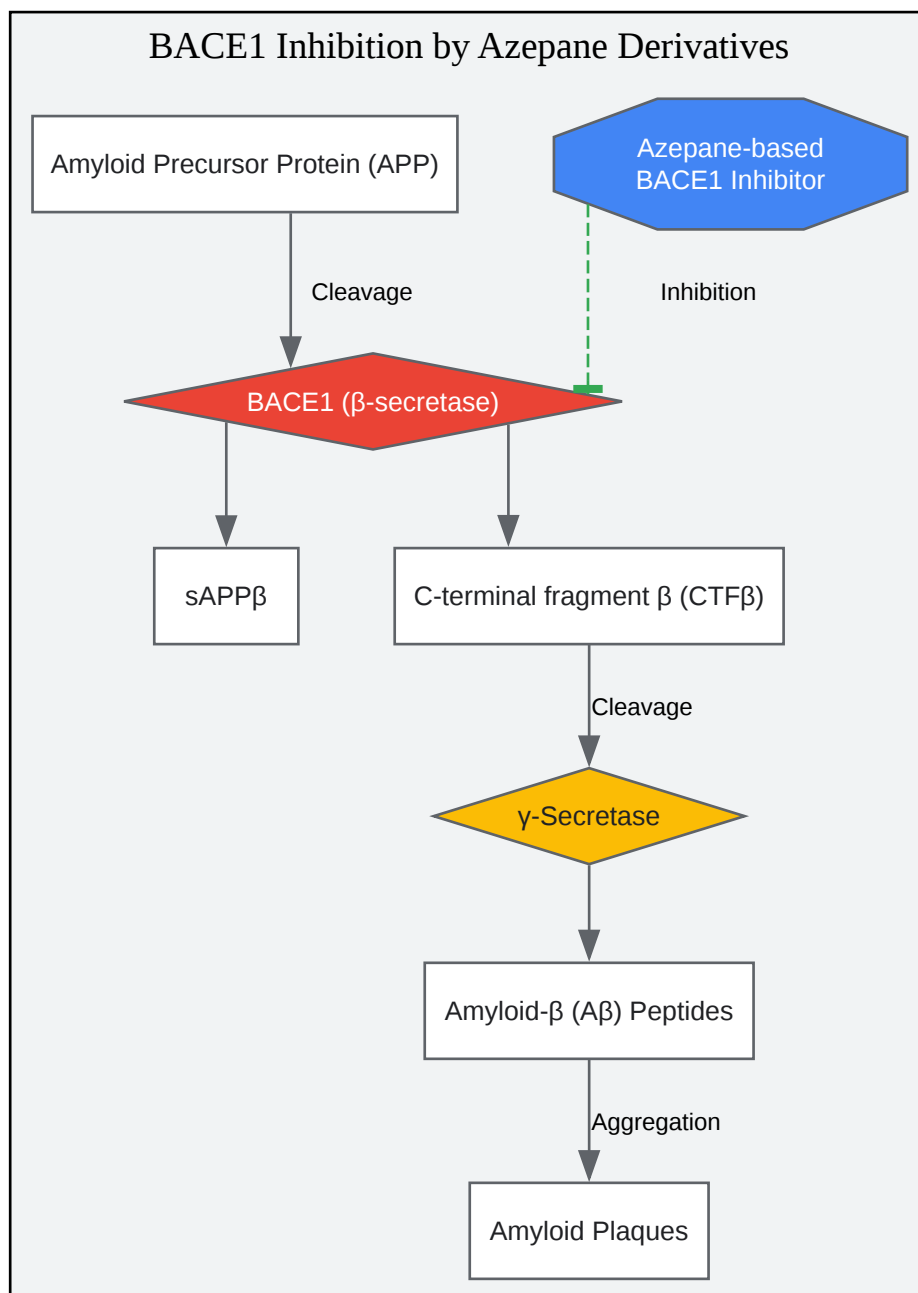 BACE1 Inhibition by Azepane Derivatives
Amyloid Precursor Protein (APP)
Azepane-based
BACE1 Inhibitor
Cleavage
Inhibition
BACE1 (β-secretase)
sAPPβ
C-terminal fragment β (CTFβ)
Cleavage
γ-Secretase
Amyloid-β (Aβ) Peptides
Aggregation
Amyloid Plaques